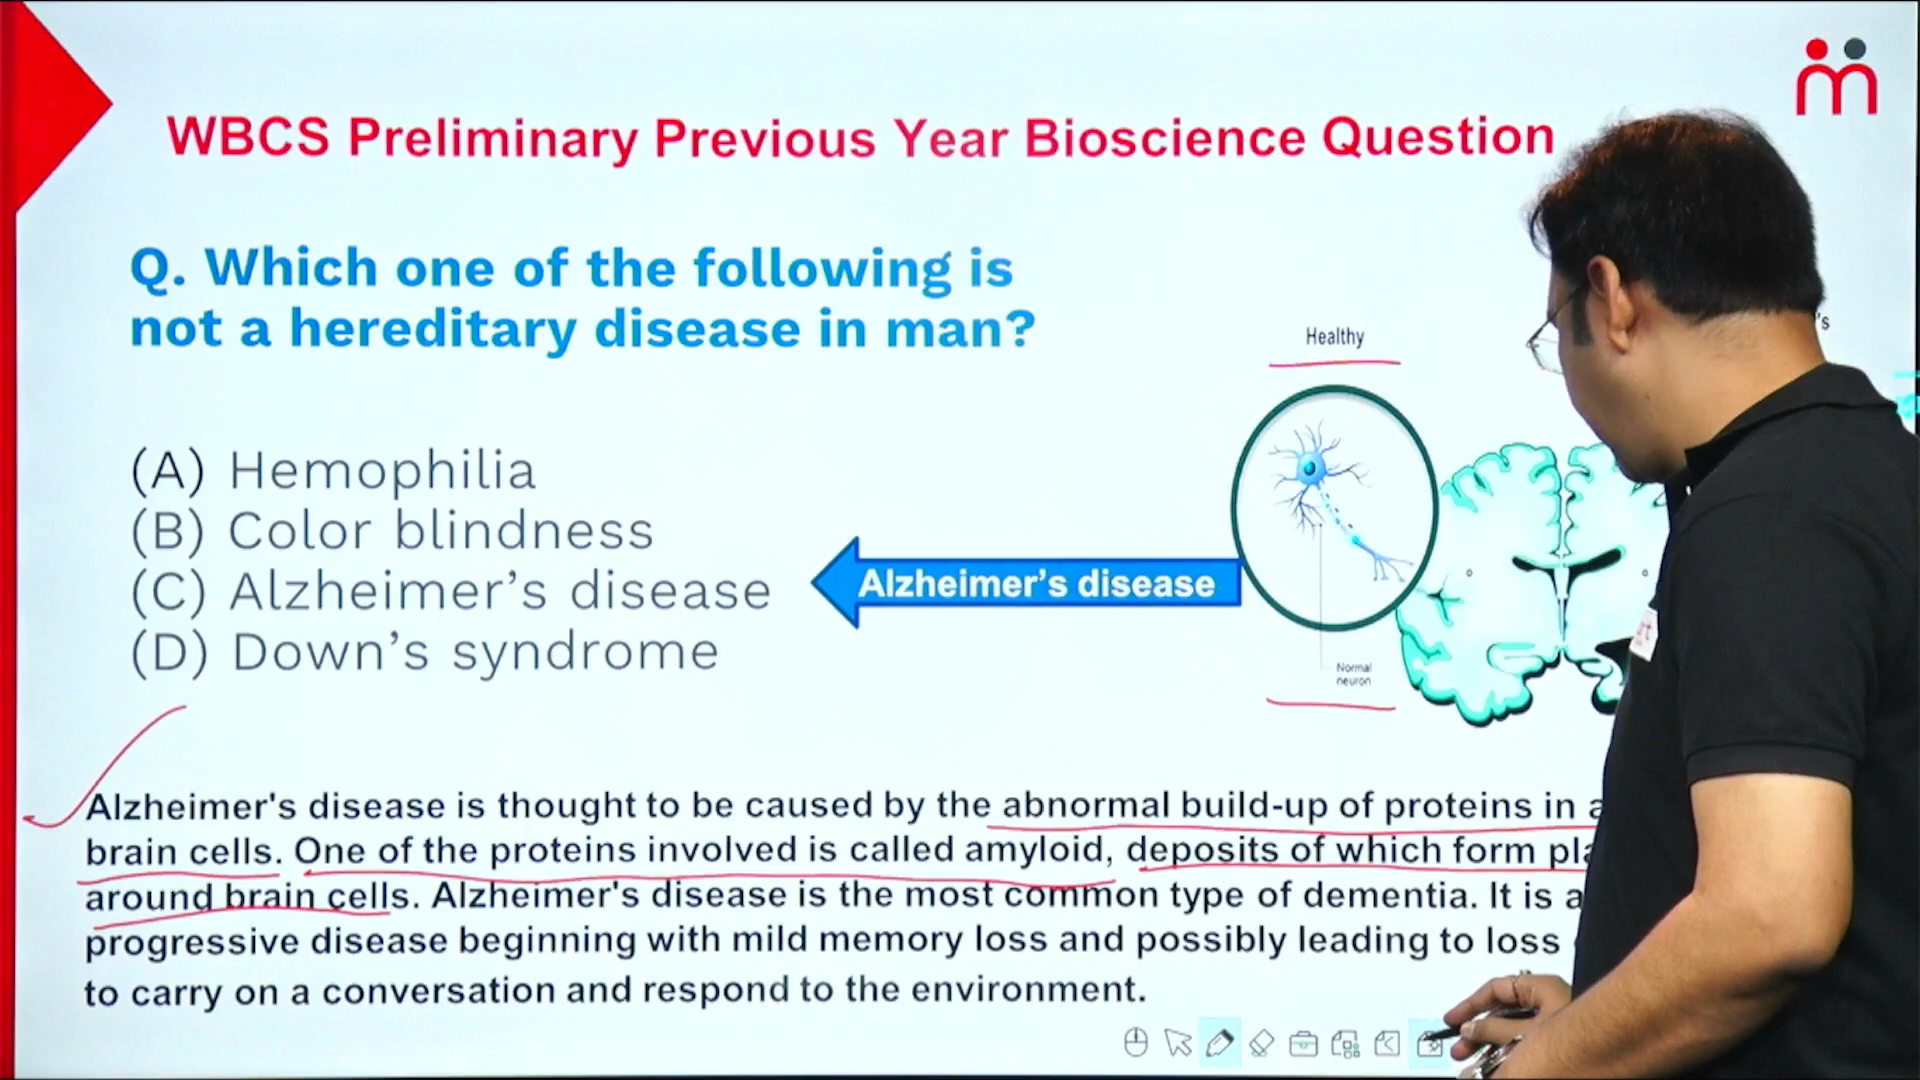 WBCS Preliminary Previous Year Bioscience Question
Q. Which one of the following is
not a hereditary disease in man?
(A) Hemophilia
(B) Color blindness
(C) Alzheimer's disease
(D) Down's syndrome
Alzheimer's disease
Healthy
's
Normal
neuron
Alzheimer's disease is thought to be caused by the abnormal build-up of proteins in a
brain cells. One of the proteins involved is called amyloid, deposits of which form pla
around brain cells. Alzheimer's disease is the most common type of dementia. It is a
progressive disease beginning with mild memory loss and possibly leading to loss
to carry on a conversation and respond to the environment.